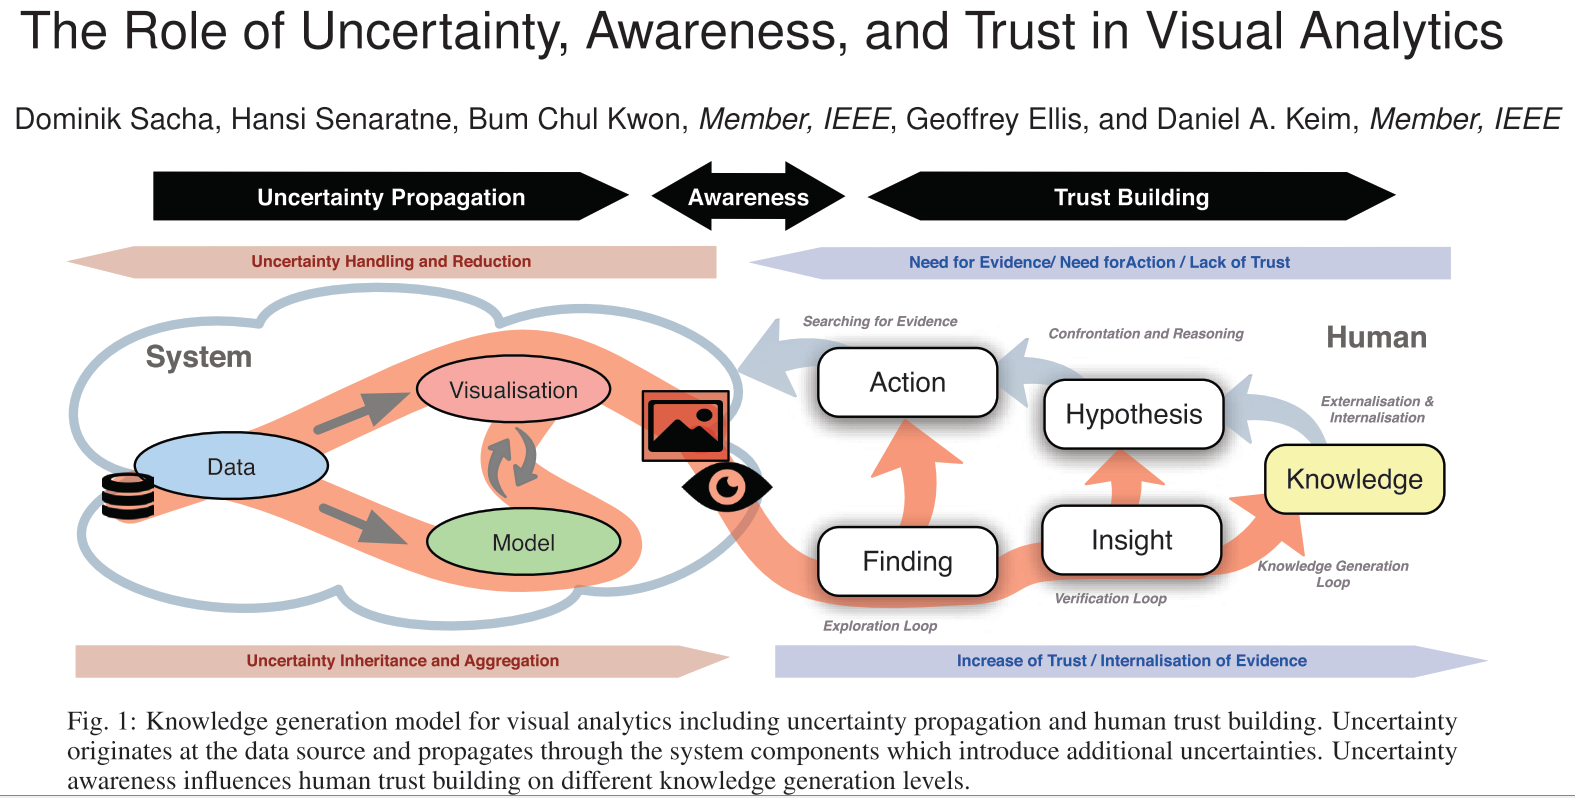 The Role of Uncertainty, Awareness, and Trust in Visual Analytics
Dominik Sacha, Hansi Senaratne, Bum Chul Kwon, Member, IEEE, Geoffrey Ellis, and Daniel A. Keim, Member, IEEE
Uncertainty Propagation
Awareness
Trust Building
Uncertainty Handling and Reduction
Need for Evidence/ Need forAction / Lack of Trust
System
Visualisation
Data
Model
Searching for Evidence
Confrontation and Reasoning
Human
Action
Hypothesis
Externalisation &
Internalisation
Knowledge
Finding
Insight
Knowledge Generation
Loop
Verification Loop
Exploration Loop
Uncertainty Inheritance and Aggregation
Increase of Trust / Internalisation of Evidence
Fig. 1: Knowledge generation model for visual analytics including uncertainty propagation and human trust building. Uncertainty
originates at the data source and propagates through the system components which introduce additional uncertainties. Uncertainty
awareness influences human trust building on different knowledge generation levels.